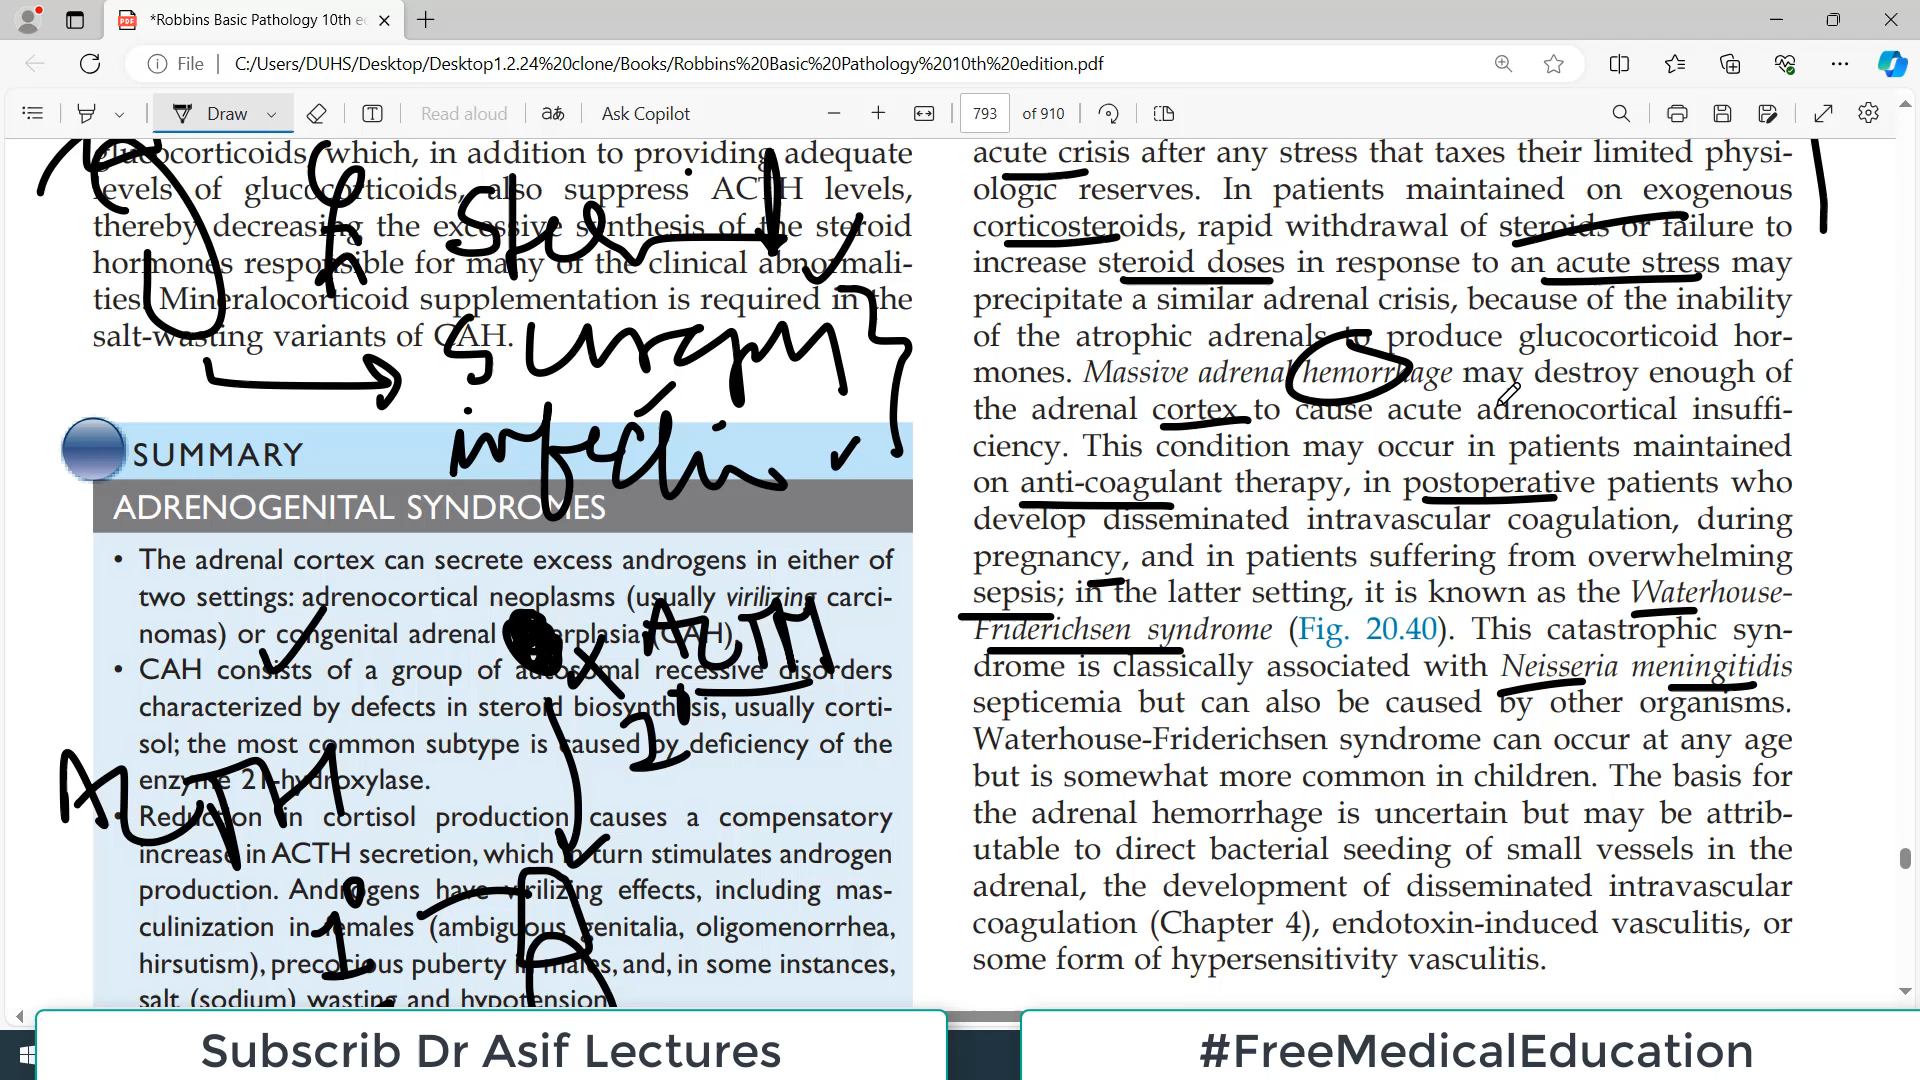 *Robbins Basic Pathology 10th ed
File
C:/Users/DUHS/Desktop/Desktop1.2.24%20clone/Books/Robbins%20Basic%20Pathology%2010th%20edition.pdf
Draw
Read aloud
aあ
Ask Copilot
793
of 910
glucocorticoids, which, in addition to providing adequate
levels of glucocorticoids, also suppress ACTH levels,
thereby decreasing the excessive synthesis of the steroid
hormones responsible for many of the clinical abnormali-
ties. Mineralocorticoid supplementation is required in the
salt-wasting variants of CAH.
surgery
infection
SUMMARY
ADRENOGENITAL SYNDROMES
• The adrenal cortex can secrete excess androgens in either of
two settings: adrenocortical neoplasms (usually virilizing carci-
nomas) or congenital adrenal hyperplasia (CAH).
• CAH consists of a group of autosomal recessive disorders
characterized by defects in steroid biosynthesis, usually corti-
sol; the most common subtype is caused by deficiency of the
enzyme 21-hydroxylase.
• Reduction in cortisol production causes a compensatory
increase in ACTH secretion, which in turn stimulates androgen
production. Androgens have virilizing effects, including mas-
culinization in females (ambiguous genitalia, oligomenorrhea,
hirsutism), precocious puberty in males, and, in some instances,
salt (sodium) wasting and hypotension
ACTH
2°
ACTH
1°
acute crisis after any stress that taxes their limited physi-
ologic reserves. In patients maintained on exogenous
corticosteroids, rapid withdrawal of steroids or failure to
increase steroid doses in response to an acute stress may
precipitate a similar adrenal crisis, because of the inability
of the atrophic adrenals to produce glucocorticoid hor-
mones. Massive adrenal hemorrhage may destroy enough of
the adrenal cortex to cause acute adrenocortical insuffi-
ciency. This condition may occur in patients maintained
on anti-coagulant therapy, in postoperative patients who
develop disseminated intravascular coagulation, during
pregnancy, and in patients suffering from overwhelming
sepsis; in the latter setting, it is known as the Waterhouse-
Friderichsen syndrome (Fig. 20.40). This catastrophic syn-
drome is classically associated with Neisseria meningitidis
septicemia but can also be caused by other organisms.
Waterhouse-Friderichsen syndrome can occur at any age
but is somewhat more common in children. The basis for
the adrenal hemorrhage is uncertain but may be attrib-
utable to direct bacterial seeding of small vessels in the
adrenal, the development of disseminated intravascular
coagulation (Chapter 4), endotoxin-induced vasculitis, or
some form of hypersensitivity vasculitis.
Subscrib Dr Asif Lectures
#FreeMedicalEducation